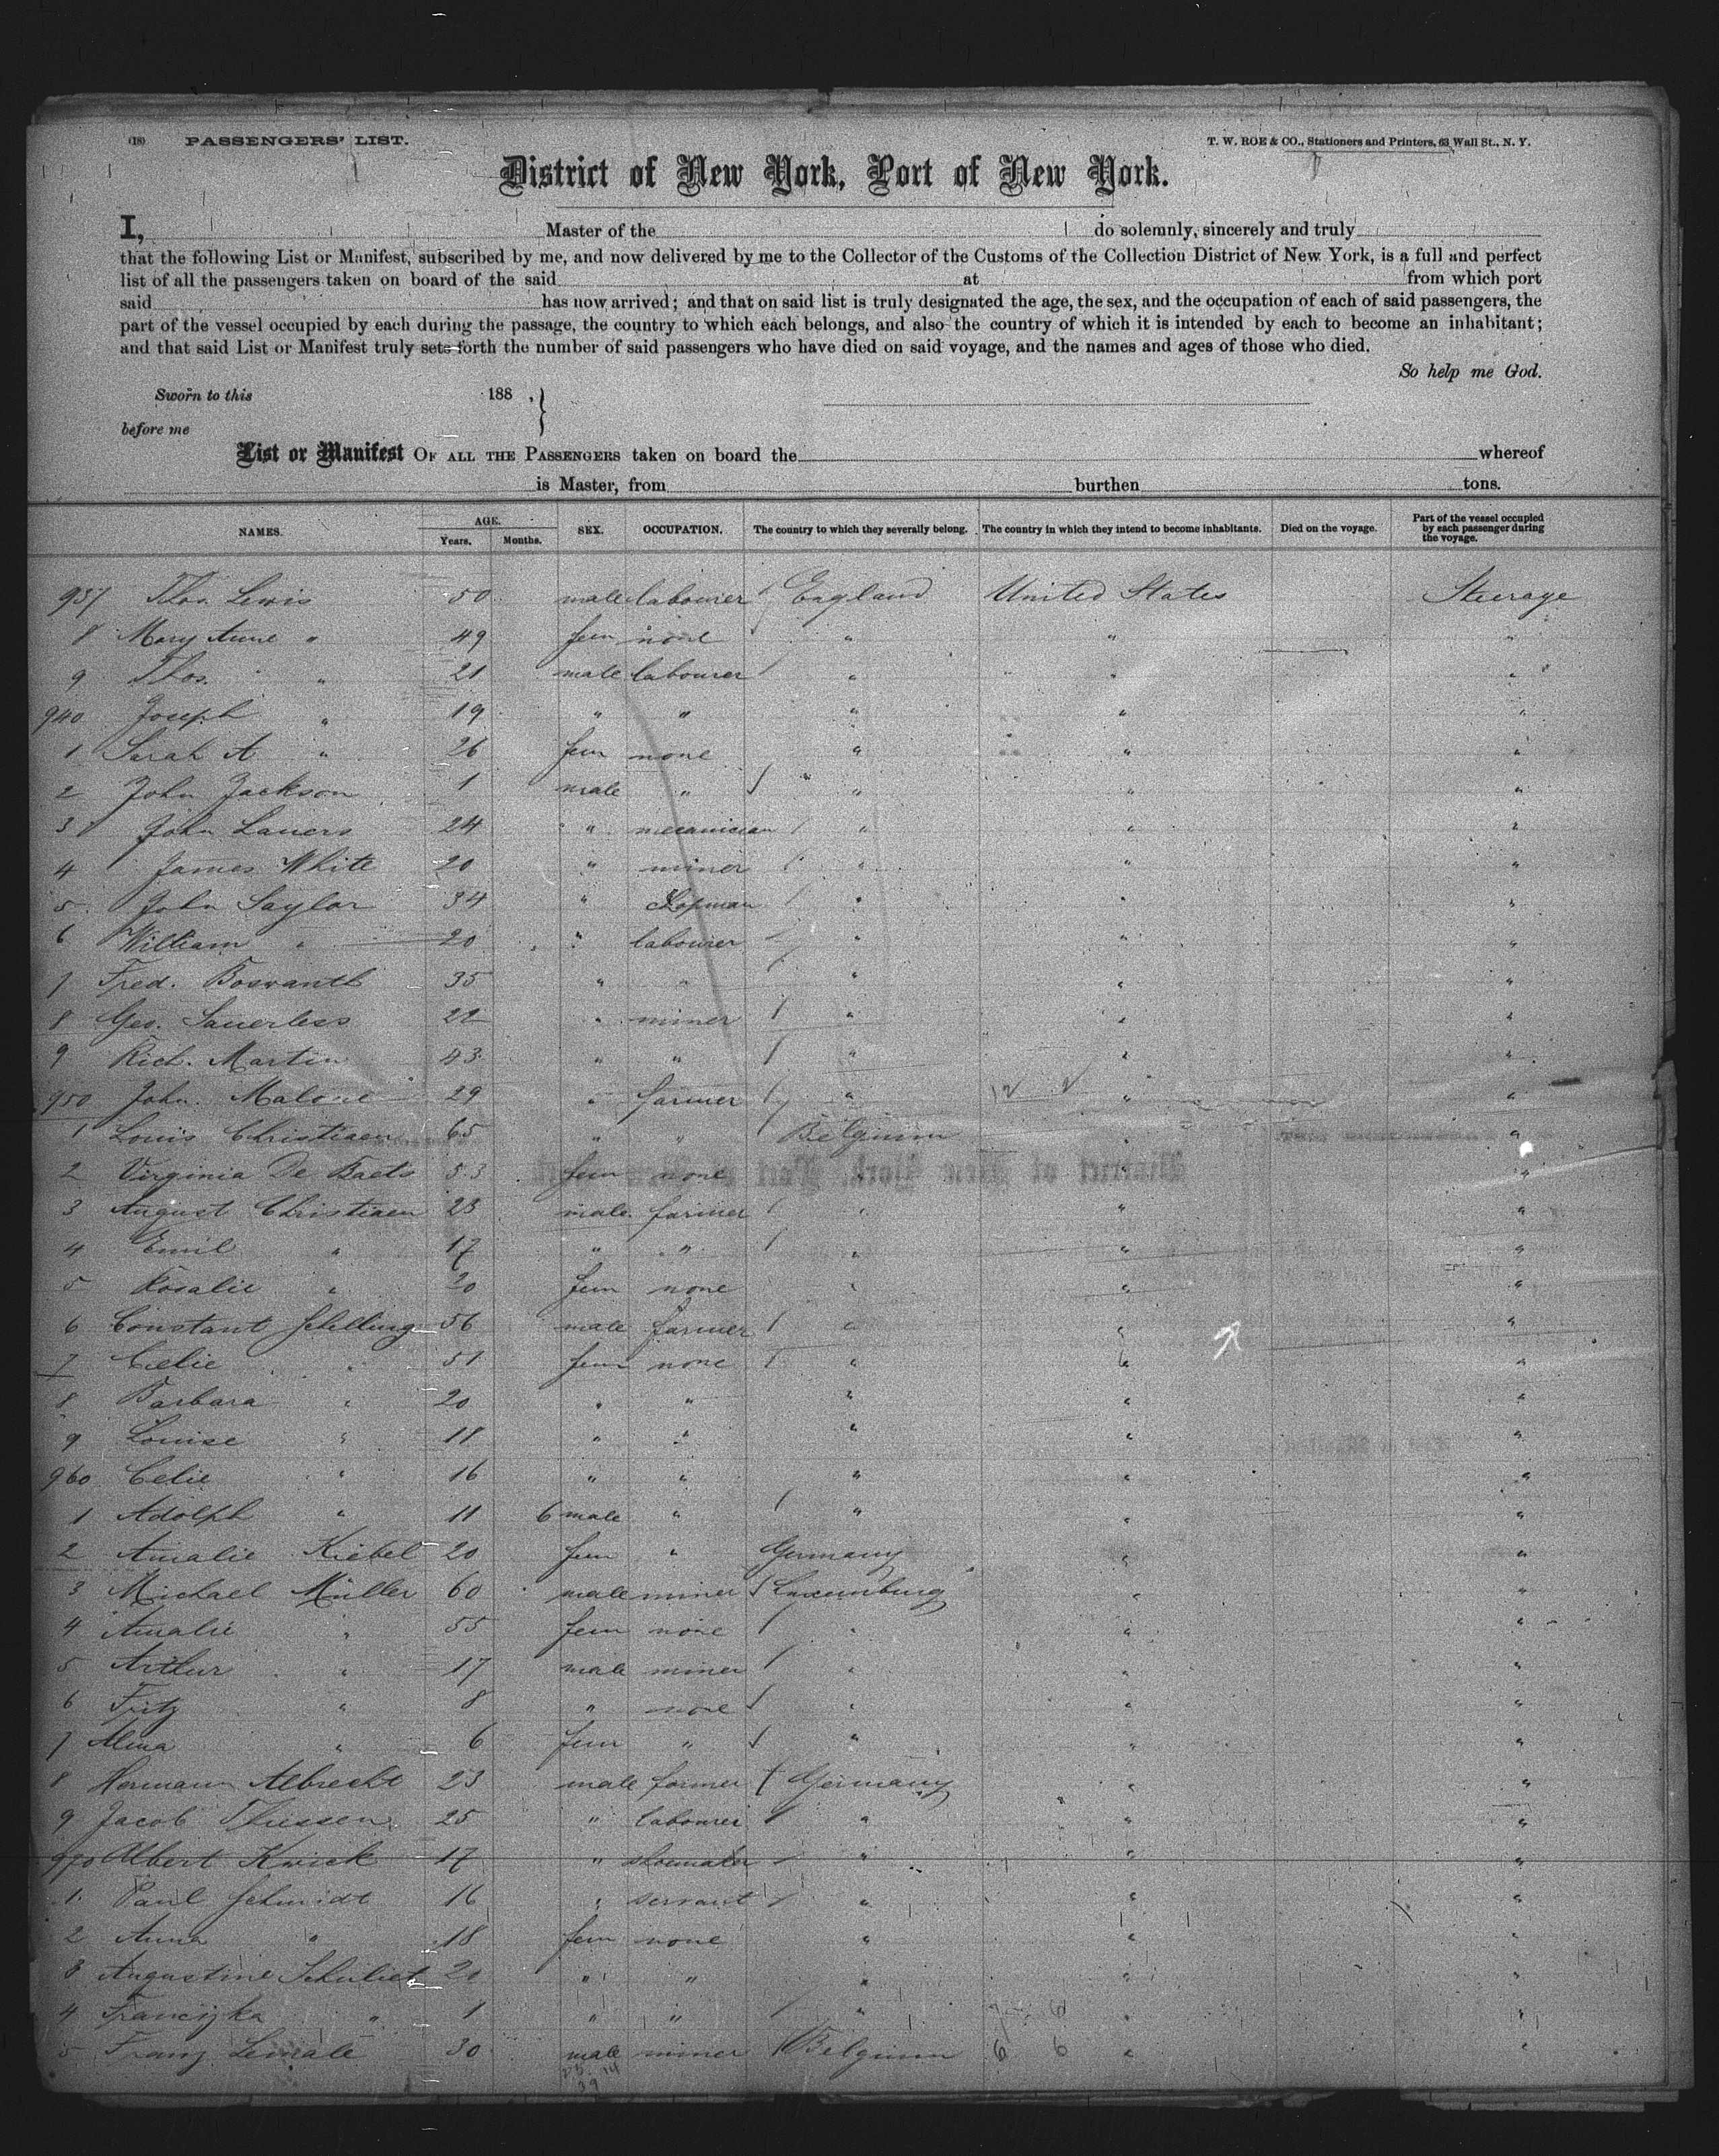 (18) PASSENGERS' LIST. T. W. ROE & CO., Stationers and Printers, 63 Wall St., N. Y.
District of New York, Port of New York.
I, Master of the do solemnly, sincerely and truly
that the following List or Manifest, subscribed by me, and now delivered by me to the Collector of the Customs of the Collection District of New York, is a full and perfect
list of all the passengers taken on board of the said at from which port
said has now arrived; and that on said list is truly designated the age, the sex, and the occupation of each of said passengers, the
part of the vessel occupied by each during the passage, the country to which each belongs, and also the country of which it is intended by each to become an inhabitant;
and that said List or Manifest truly sets forth the number of said passengers who have died on said voyage, and the names and ages of those who died.
So help me God.
Sworn to this 188 ,
before me
List or Manifest OF ALL THE PASSENGERS taken on board the whereof
is Master, from burthen tons.
NAMES. AGE. Years. Months. SEX. OCCUPATION. The country to which they severally belong. The country in which they intend to become inhabitants. Died on the voyage. Part of the vessel occupied by each passenger during the voyage.
937 Thos. Lewis 50 male labourer England United States Steerage
8 Mary Anne " 49 fem none " " "
9 Thos. " 21 male labourer " " "
940 Joseph " 19 " " " " "
1 Sarah A " 26 fem none " " "
2 John Jackson 1 male " " " "
3 John Lauers 24 " mecanician " " "
4 James White 20 " miner " " "
5 John Saylor 34 " " " "
6 William " 20 " labourer " " "
7 Fred. Boswanth 35 " " " " "
8 Geo. Sauerless 22 " miner " " "
9 Rich. Martin 43 " " " " "
950 John Malone 29 " farmer " " "
1 Louis Christiaen 65 " " Belgium " "
2 Virginia De Baets 53 fem none " " "
3 August Christiaen 23 male farmer " " "
4 Emil " 17 " " " " "
5 Rosalie " 20 fem none " " "
6 Constant Schelling 56 male farmer " " "
7 Celie " 51 fem none " " "
8 Barbara " 20 " " " " "
9 Louise " 18 " " " " "
960 Celie " 16 " " " " "
1 Adolph " 11 6 male " " " "
2 Amalie Kiebel 20 fem " Germany " "
3 Michael Müller 60 male miner Luxemburg " "
4 Amalie " 55 fem none " " "
5 Arthur " 17 male miner " " "
6 Fritz " 8 " none " " "
7 Alma " 6 fem " " " "
8 Hermann Albrecht 23 male farmer Germany " "
9 Jacob Thiessen 25 " labourer " " "
970 Albert Kwick 17 " shoemaker " " "
1 Paul Schmidt 16 " servant " " "
2 Anna " 18 fem none " " "
3 Augustine 20 " " " " "
4 Franciska " 1 " " " " "
5 Franz 30 male miner Belgium 6 6 " "